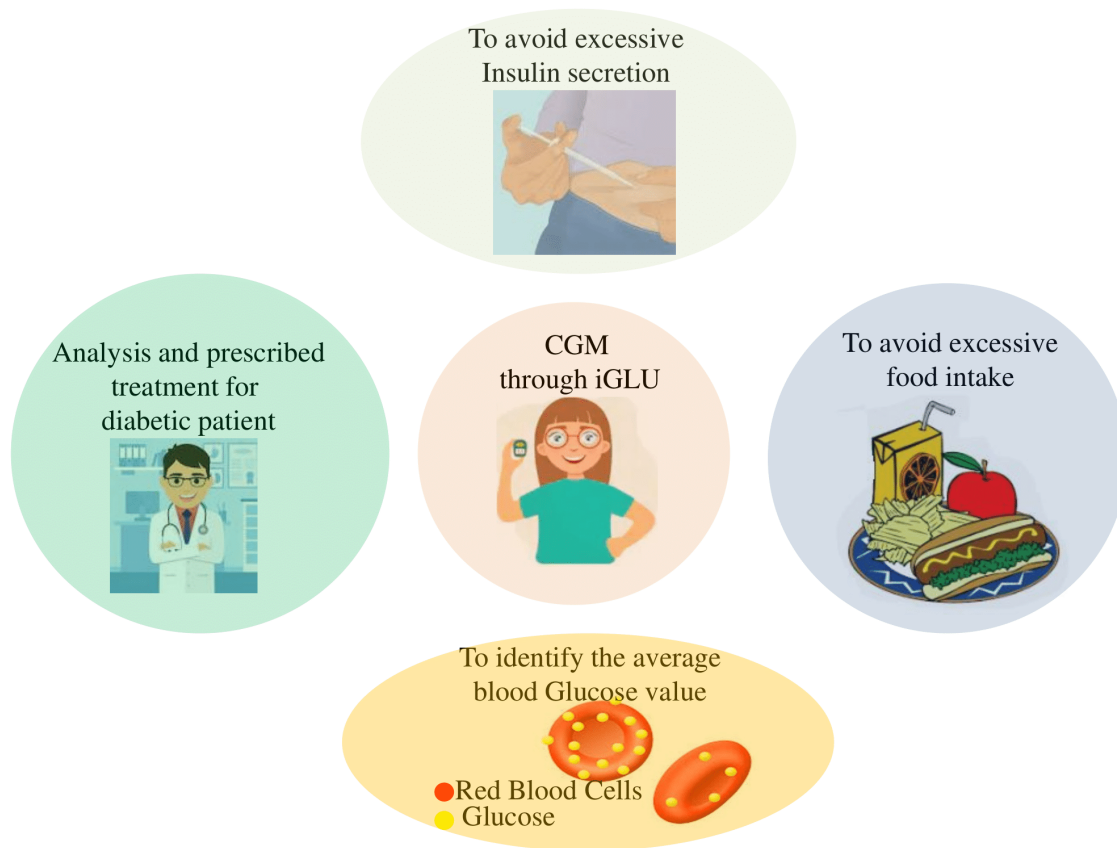 To avoid excessive
Insulin secretion
Analysis and prescribed
treatment for
diabetic patient
CGM
through iGLU
To avoid excessive
food intake
To identify the average
blood Glucose value
Red Blood Cells
Glucose